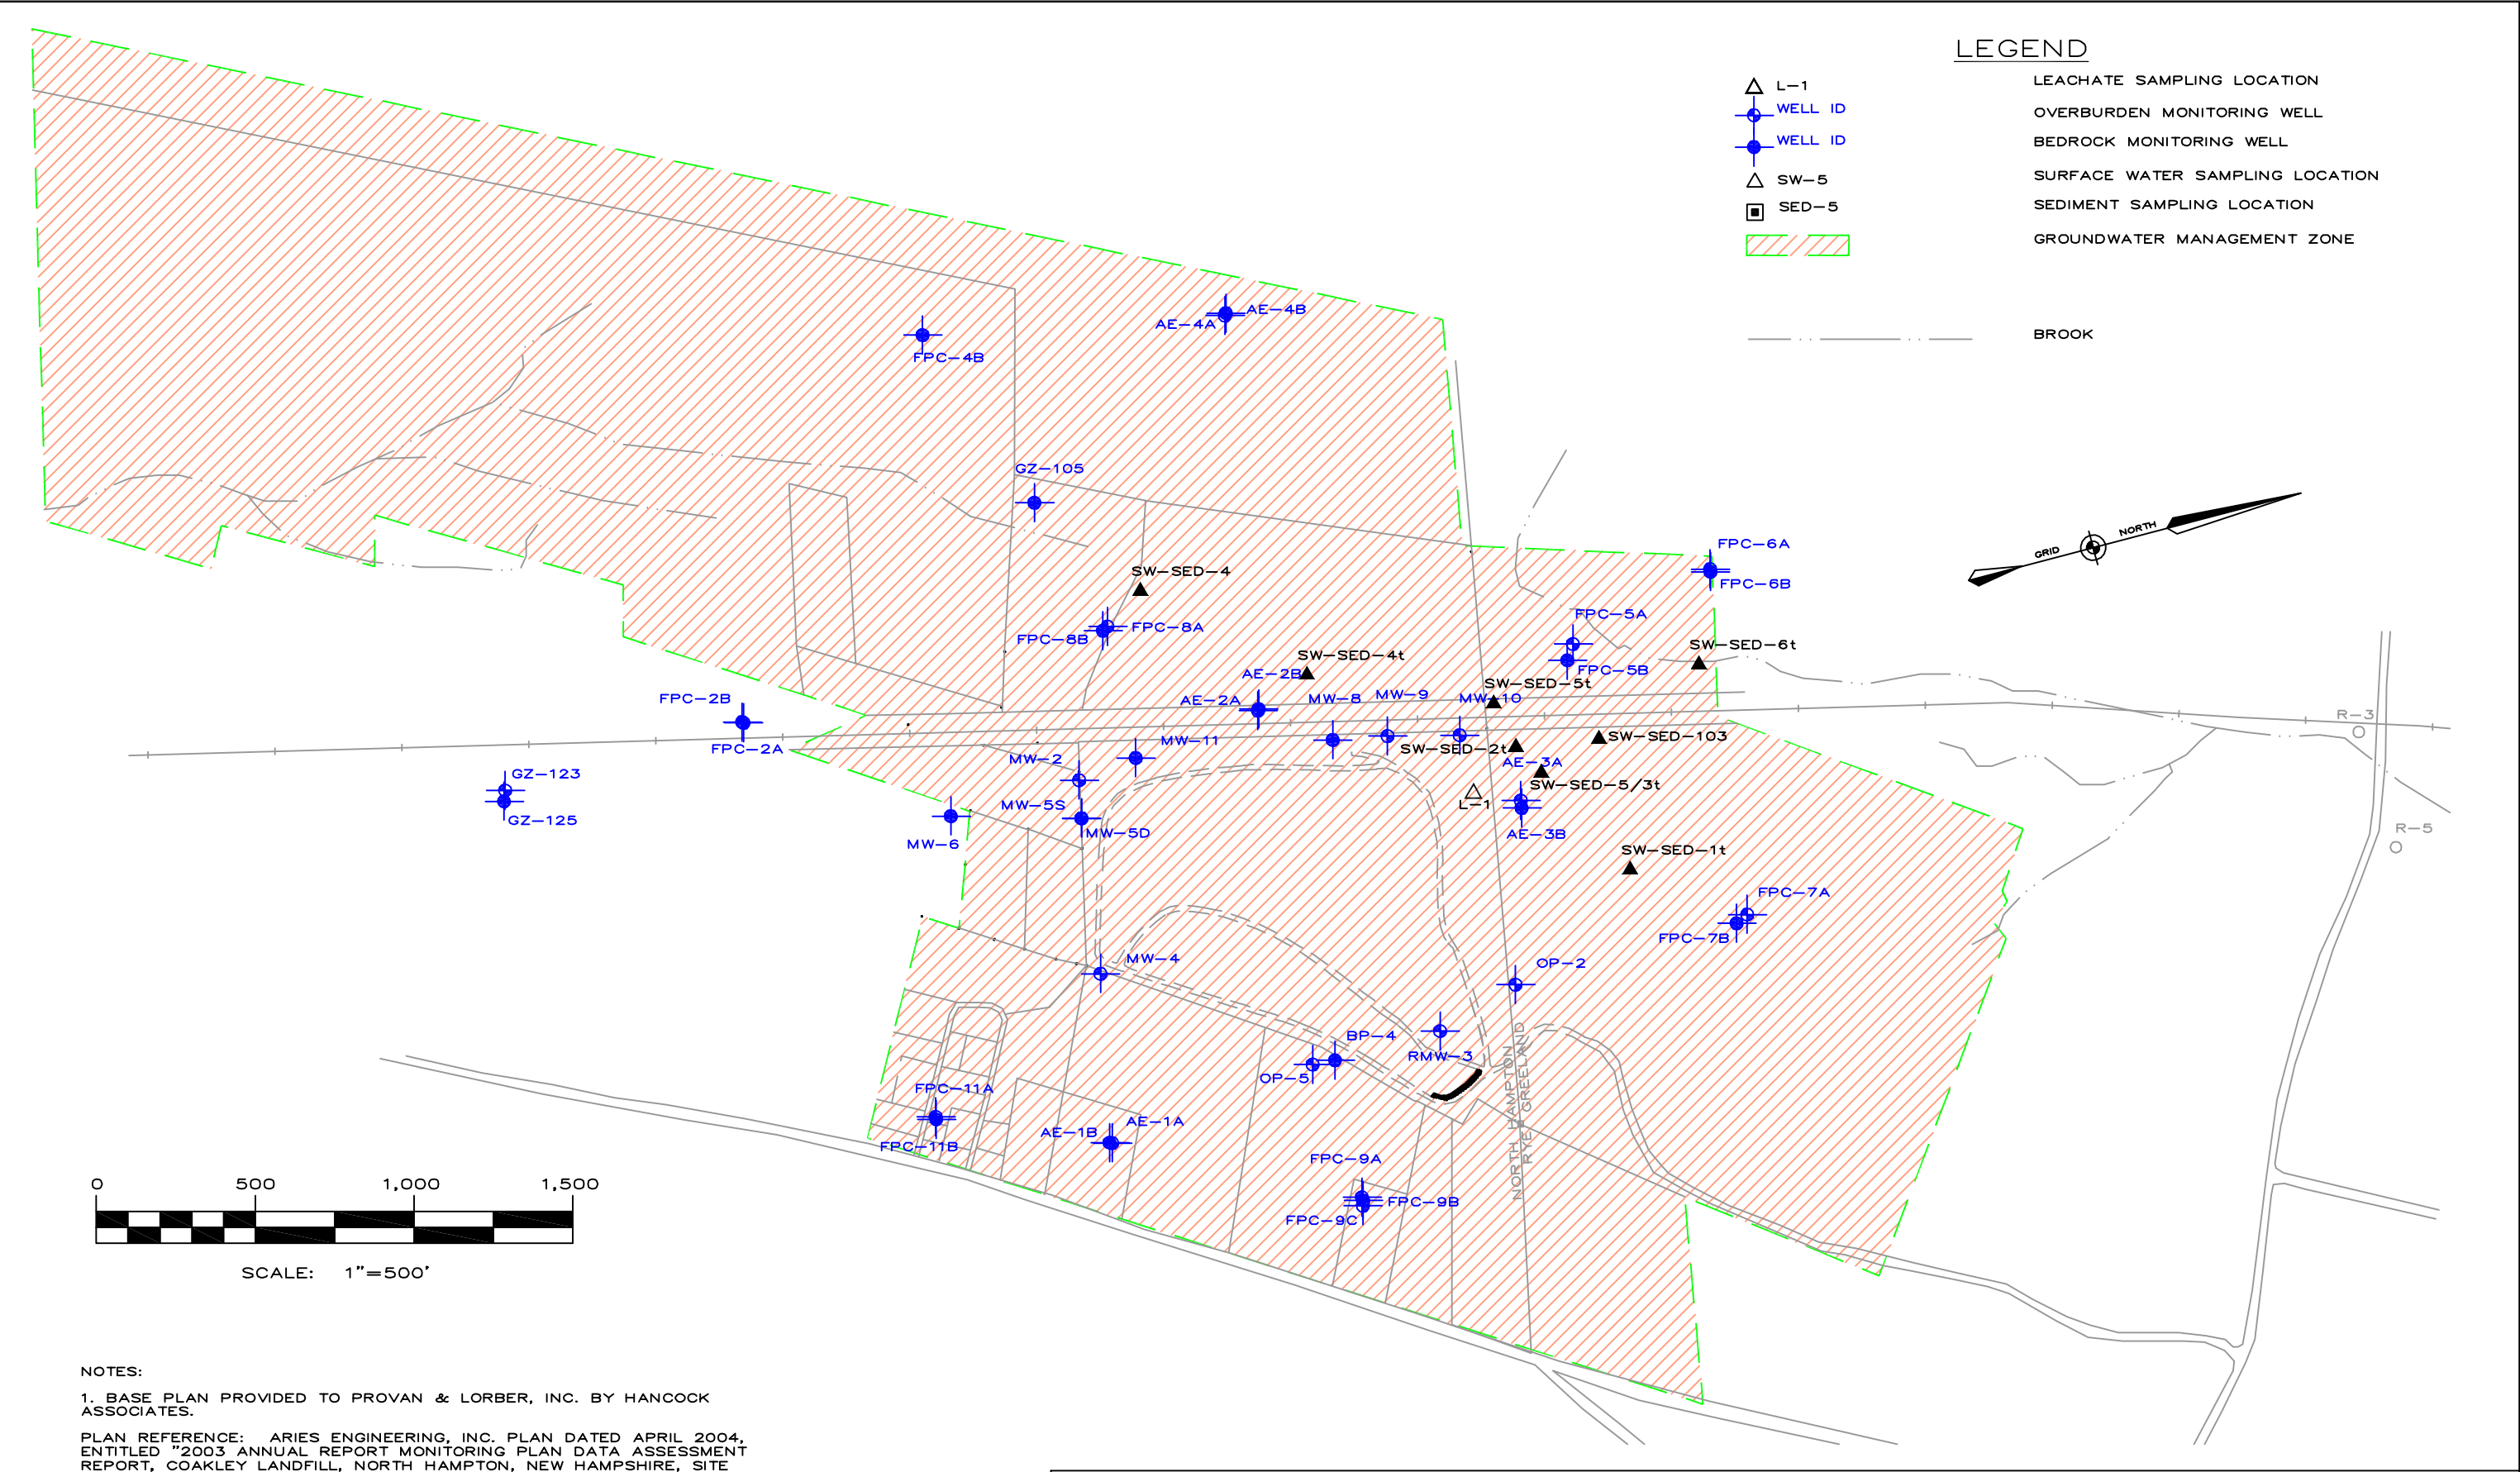 LEGEND
L-1
LEACHATE SAMPLING LOCATION
WELL ID
OVERBURDEN MONITORING WELL
WELL ID
BEDROCK MONITORING WELL
SW-5
SURFACE WATER SAMPLING LOCATION
SED-5
SEDIMENT SAMPLING LOCATION
GROUNDWATER MANAGEMENT ZONE
BROOK
AE-4B
AE-4A
FPC-4B
GZ-105
GRID
NORTH
FPC-6A
FPC-6B
SW-SED-4
FPC-5A
FPC-8A
FPC-8B
SW-SED-6t
SW-SED-4t
AE-2B
FPC-5B
SW-SED-5t
FPC-2B
AE-2A
MW-8
MW-9
MW-10
R-3
SW-SED-103
FPC-2A
MW-11
SW-SED-2t
MW-2
AE-3A
GZ-123
SW-SED-5/3t
MW-5S
L-1
GZ-125
MW-5D
AE-3B
R-5
MW-6
SW-SED-1t
FPC-7A
FPC-7B
MW-4
OP-2
BP-4
RMW-3
OP-5
NORTH HAMPTON
RYE GREELAND
FPC-11A
AE-1A
AE-1B
FPC-11B
FPC-9A
FPC-9B
FPC-9C
0 500 1,000 1,500
SCALE: 1"=500'
NOTES:
1. BASE PLAN PROVIDED TO PROVAN & LORBER, INC. BY HANCOCK
ASSOCIATES.
PLAN REFERENCE: ARIES ENGINEERING, INC. PLAN DATED APRIL 2004,
ENTITLED "2003 ANNUAL REPORT MONITORING PLAN DATA ASSESSMENT
REPORT, COAKLEY LANDFILL, NORTH HAMPTON, NEW HAMPSHIRE, SITE